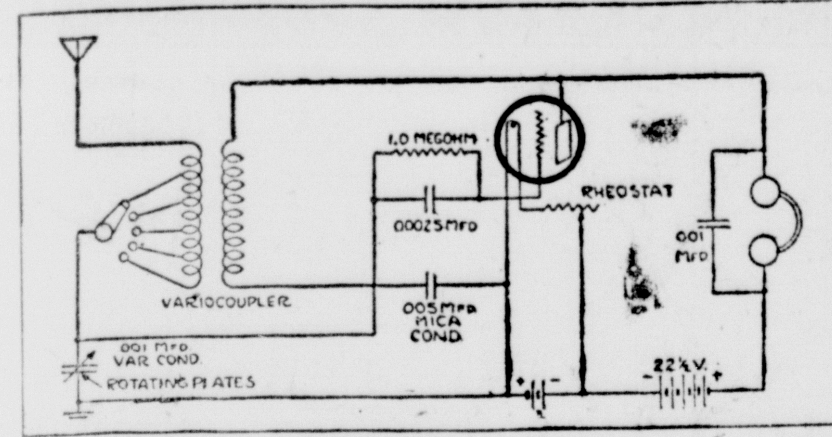 1.0 MEGOHM
.00025 MFD
RHEOSTAT
.001
MFD
VARIOCOUPLER
.005 MFD.
MICA
COND.
.001 MFD.
VAR COND.
ROTATING PLATES
+ -
- 22½ V. +